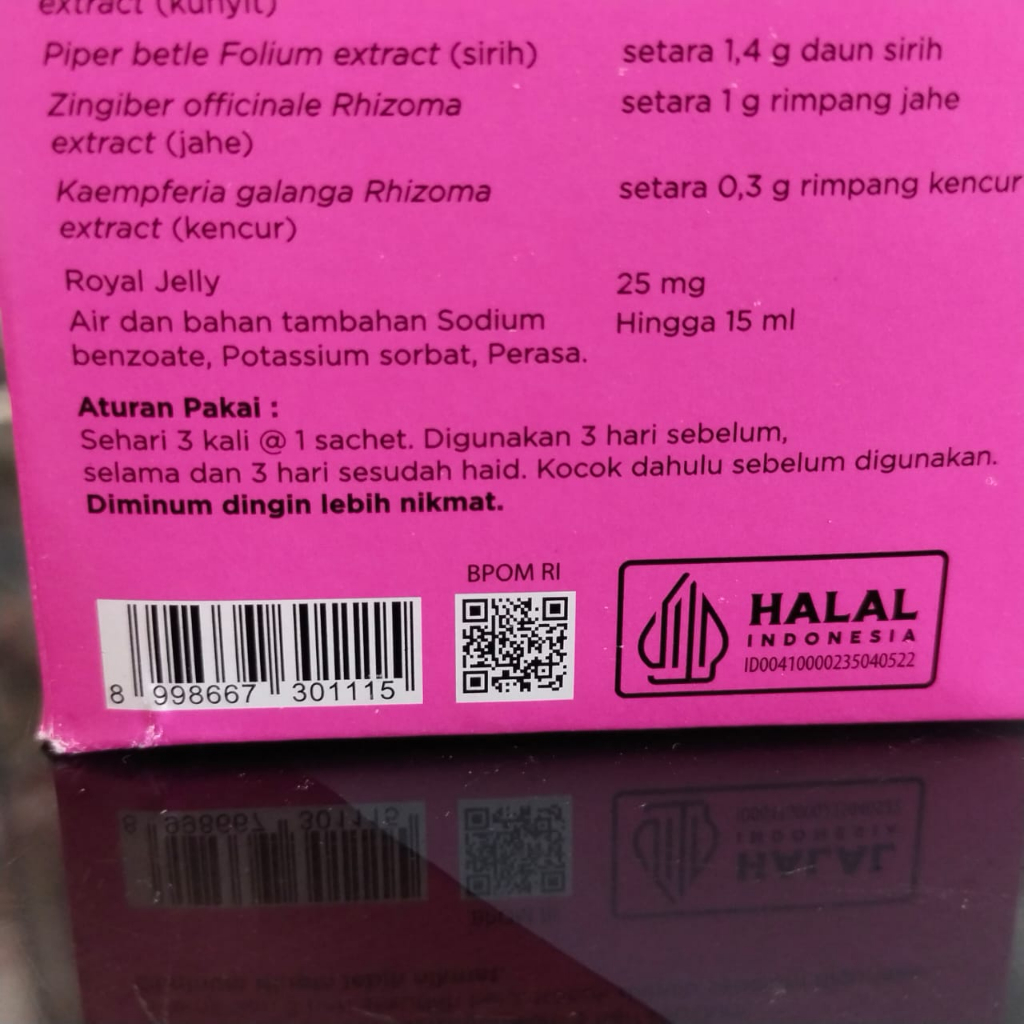 extract (kunyit)
Piper betle Folium extract (sirih) setara 1,4 g daun sirih
Zingiber officinale Rhizoma setara 1 g rimpang jahe
extract (jahe)
Kaempferia galanga Rhizoma setara 0,3 g rimpang kencur
extract (kencur)
Royal Jelly 25 mg
Air dan bahan tambahan Sodium Hingga 15 ml
benzoate, Potassium sorbat, Perasa.
Aturan Pakai :
Sehari 3 kali @ 1 sachet. Digunakan 3 hari sebelum,
selama dan 3 hari sesudah haid. Kocok dahulu sebelum digunakan.
Diminum dingin lebih nikmat.
BPOM RI
HALAL
INDONESIA
ID00410000235040522
8 998667 301115